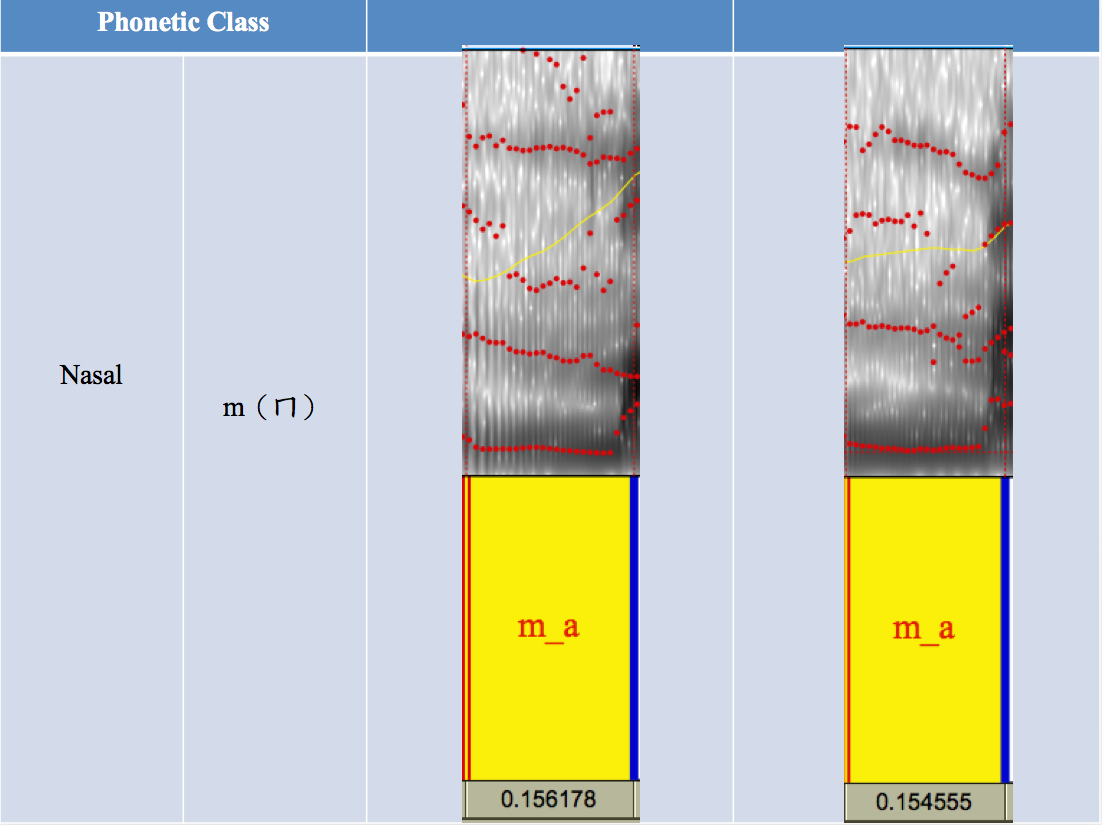 Phonetic Class
Nasal
m（ㄇ）
m_a
m_a
0.156178
0.154555